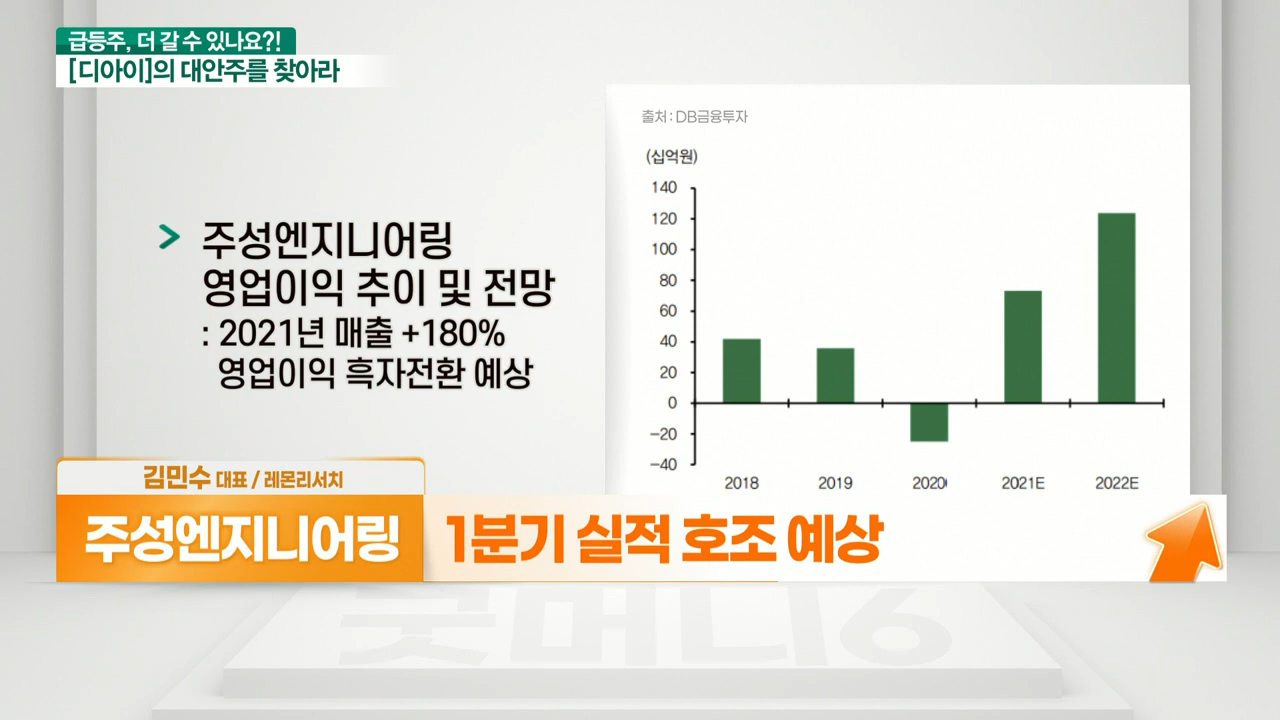 급등주, 더 갈 수 있나요?!
[디아이]의 대안주를 찾아라
주성엔지니어링
영업이익 추이 및 전망
: 2021년 매출 +180%
영업이익 흑자전환 예상
출처 : DB금융투자
(십억원)
140
120
100
80
60
40
20
0
-20
-40
2018 2019 2020 2021E 2022E
김민수 대표 / 레몬리서치
주성엔지니어링
1분기 실적 호조 예상
굿머니6